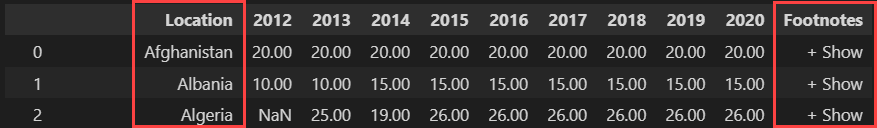 Location 2012 2013 2014 2015 2016 2017 2018 2019 2020 Footnotes
0 Afghanistan 20.00 20.00 20.00 20.00 20.00 20.00 20.00 20.00 20.00 + Show
1 Albania 10.00 10.00 15.00 15.00 15.00 15.00 15.00 15.00 15.00 + Show
2 Algeria NaN 25.00 19.00 26.00 26.00 26.00 26.00 26.00 26.00 + Show